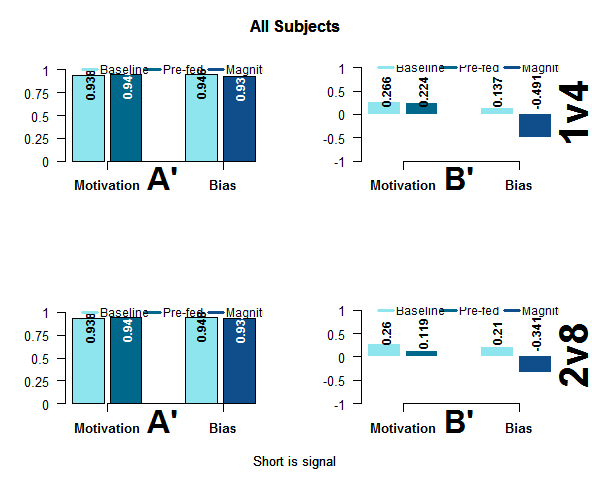 All Subjects
Baseline Pre-fed Magnit
1
0.75
0.5
0.25
0
0.938
0.94
0.946
0.93
Motivation
A'
Bias
Baseline Pre-fed Magnit
1
0.5
0
-0.5
-1
0.266
0.224
0.137
-0.491
Motivation
B'
Bias
1v4
Baseline Pre-fed Magnit
1
0.75
0.5
0.25
0
0.938
0.94
0.948
0.93
Motivation
A'
Bias
Baseline Pre-fed Magnit
1
0.5
0
-0.5
-1
0.26
0.119
0.21
-0.341
Motivation
B'
Bias
2v8
Short is signal